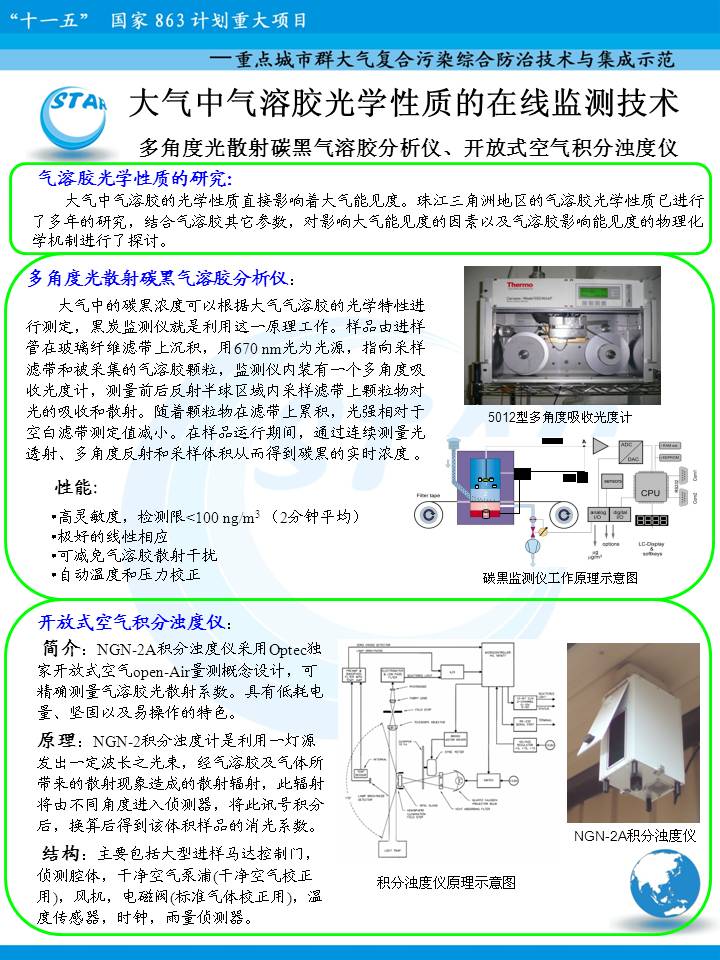 “十一五” 国家 863 计划重大项目
—重点城市群大气复合污染综合防治技术与集成示范
STAR
大气中气溶胶光学性质的在线监测技术
多角度光散射碳黑气溶胶分析仪、开放式空气积分浊度仪
气溶胶光学性质的研究:
大气中气溶胶的光学性质直接影响着大气能见度。珠江三角洲地区的气溶胶光学性质已进行
了多年的研究，结合气溶胶其它参数，对影响大气能见度的因素以及气溶胶影响能见度的物理化
学机制进行了探讨。
多角度光散射碳黑气溶胶分析仪：
大气中的碳黑浓度可以根据大气气溶胶的光学特性进
行测定，黑炭监测仪就是利用这一原理工作。样品由进样
管在玻璃纤维滤带上沉积，用670 nm光为光源，指向采样
滤带和被采集的气溶胶颗粒，监测仪内装有一个多角度吸
收光度计，测量前后反射半球区域内采样滤带上颗粒物对
光的吸收和散射。随着颗粒物在滤带上累积，光强相对于
空白滤带测定值减小。在样品运行期间，通过连续测量光
透射、多角度反射和采样体积从而得到碳黑的实时浓度 。
性能:
•高灵敏度，检测限<100 ng/m3 （2分钟平均）
•极好的线性相应
•可减免气溶胶散射干扰
•自动温度和压力校正
Thermo
5012型多角度吸收光度计
Filter tape
A
ADC
DAC
sensors
CPU
RS232
Com1
Com2
analog
I/O
digital
I/O
µg
µg/m³
options
LC-Display
&
softkeys
碳黑监测仪工作原理示意图
开放式空气积分浊度仪：
简介：NGN-2A积分浊度仪采用Optec独
家开放式空气open-Air量测概念设计，可
精确测量气溶胶光散射系数。具有低耗电
量、坚固以及易操作的特色。
原理：NGN-2积分浊度计是利用一灯源
发出一定波长之光束，经气溶胶及气体所
带来的散射现象造成的散射辐射，此辐射
将由不同角度进入侦测器，将此讯号积分
后，换算后得到该体积样品的消光系数。
结构：主要包括大型进样马达控制门，
侦测腔体，干净空气泵浦(干净空气校正
用)，风机，电磁阀(标准气体校正用)，温
度传感器，时钟，雨量侦测器。
LIGHT TRAP
积分浊度仪原理示意图
NGN-2A积分浊度仪